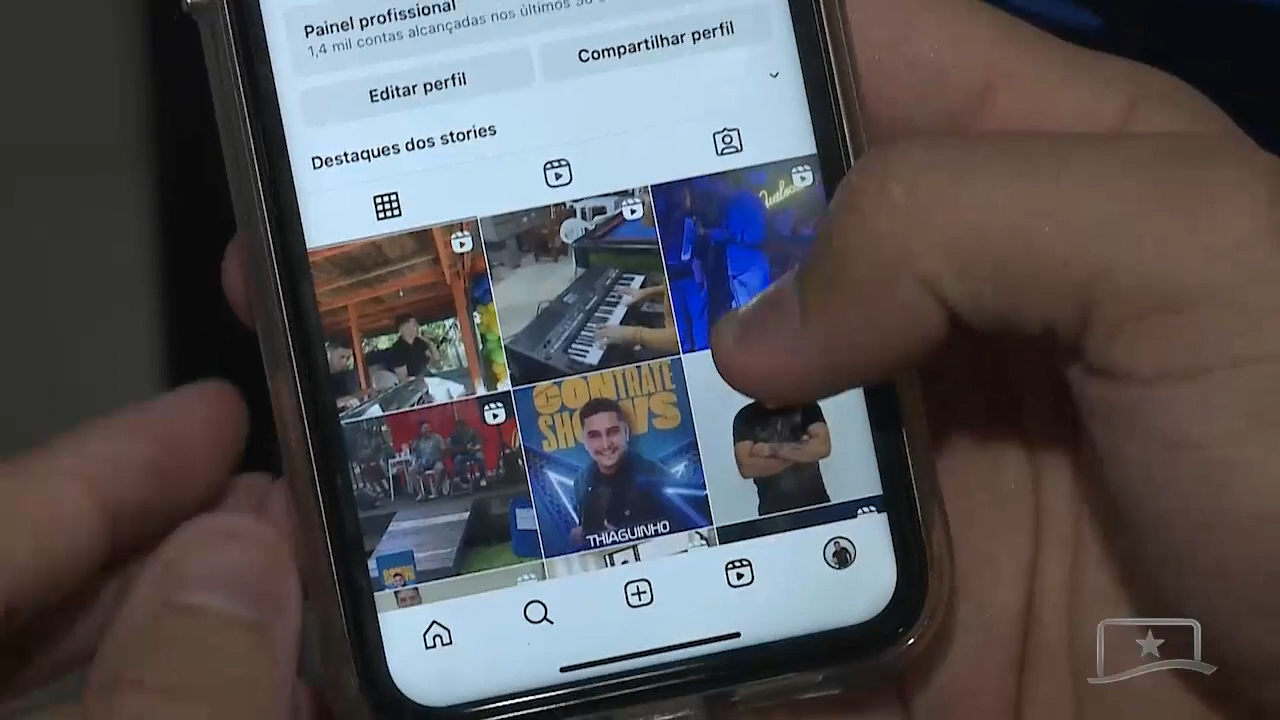 Painel profissional
1,4 mil contas alcançadas nos últimos 30
Editar perfil
Compartilhar perfil
Destaques dos stories
CONTRATE
SHOWS
THIAGUINHO